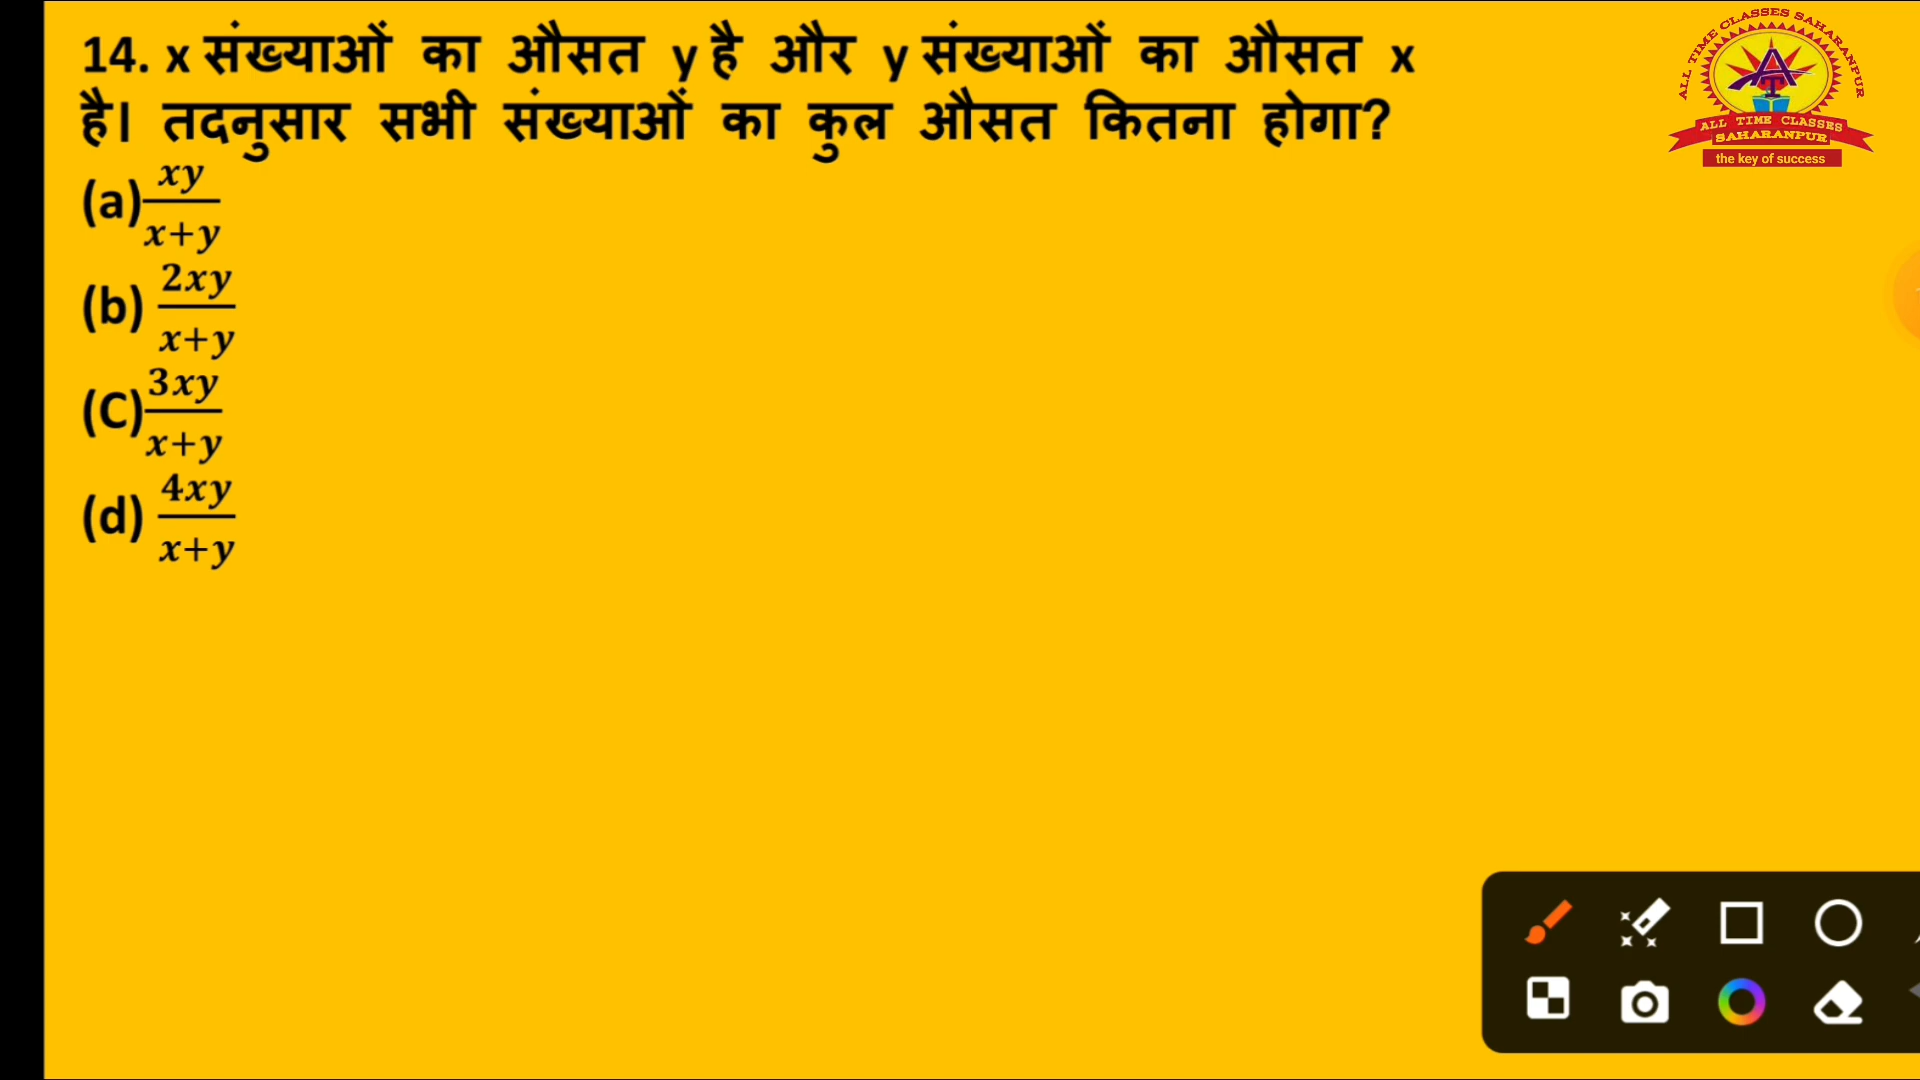 14. x संख्याओं का औसत y है और y संख्याओं का औसत x
है। तदनुसार सभी संख्याओं का कुल औसत कितना होगा?
(a) xy/x+y
(b) 2xy/x+y
(C) 3xy/x+y
(d) 4xy/x+y
ALL TIME CLASSES SAHARANPUR
ALL TIME CLASSES
SAHARANPUR
the key of success